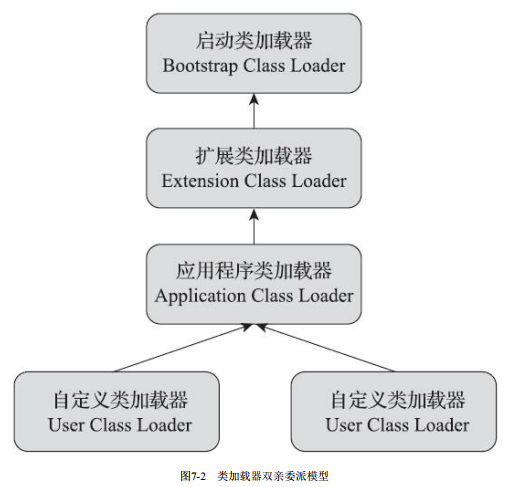 启动类加载器
Bootstrap Class Loader
扩展类加载器
Extension Class Loader
应用程序类加载器
Application Class Loader
自定义类加载器
User Class Loader
自定义类加载器
User Class Loader
图7-2 类加载器双亲委派模型